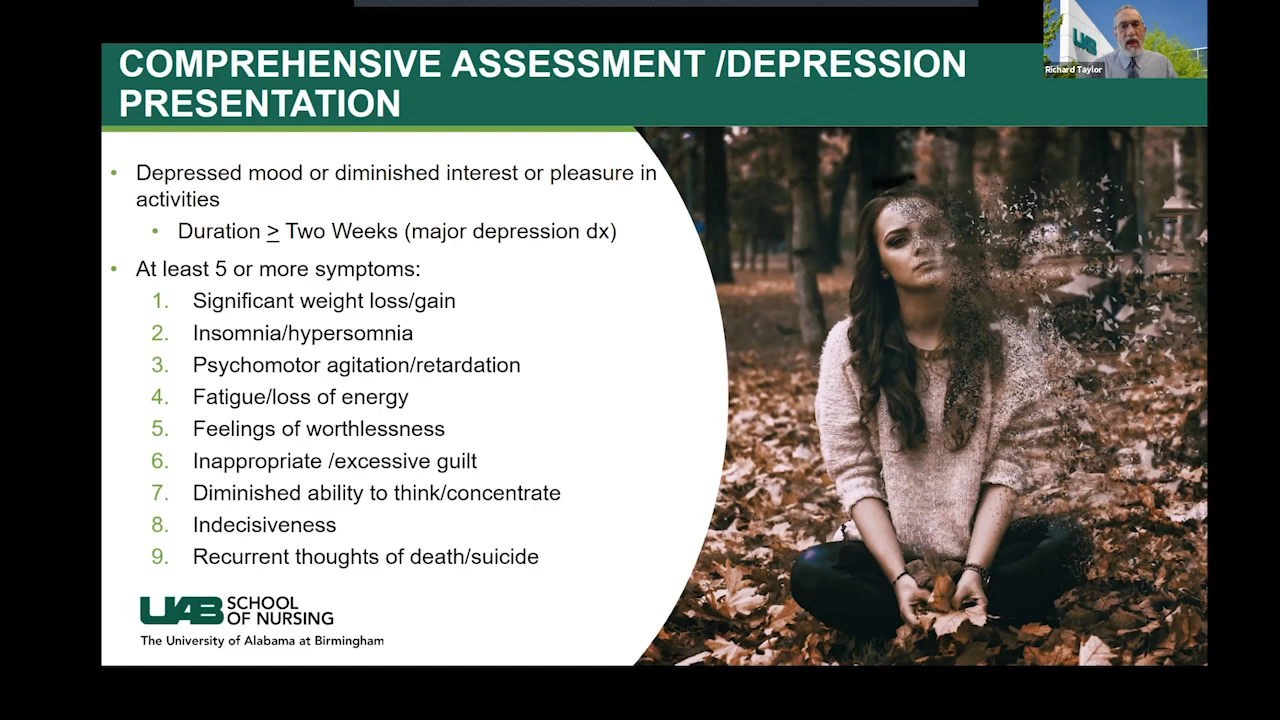 COMPREHENSIVE ASSESSMENT /DEPRESSION
PRESENTATION
UAB
Richard Taylor
• Depressed mood or diminished interest or pleasure in
activities
• Duration ≥ Two Weeks (major depression dx)
• At least 5 or more symptoms:
1. Significant weight loss/gain
2. Insomnia/hypersomnia
3. Psychomotor agitation/retardation
4. Fatigue/loss of energy
5. Feelings of worthlessness
6. Inappropriate /excessive guilt
7. Diminished ability to think/concentrate
8. Indecisiveness
9. Recurrent thoughts of death/suicide
UAB SCHOOL
OF NURSING
The University of Alabama at Birmingham